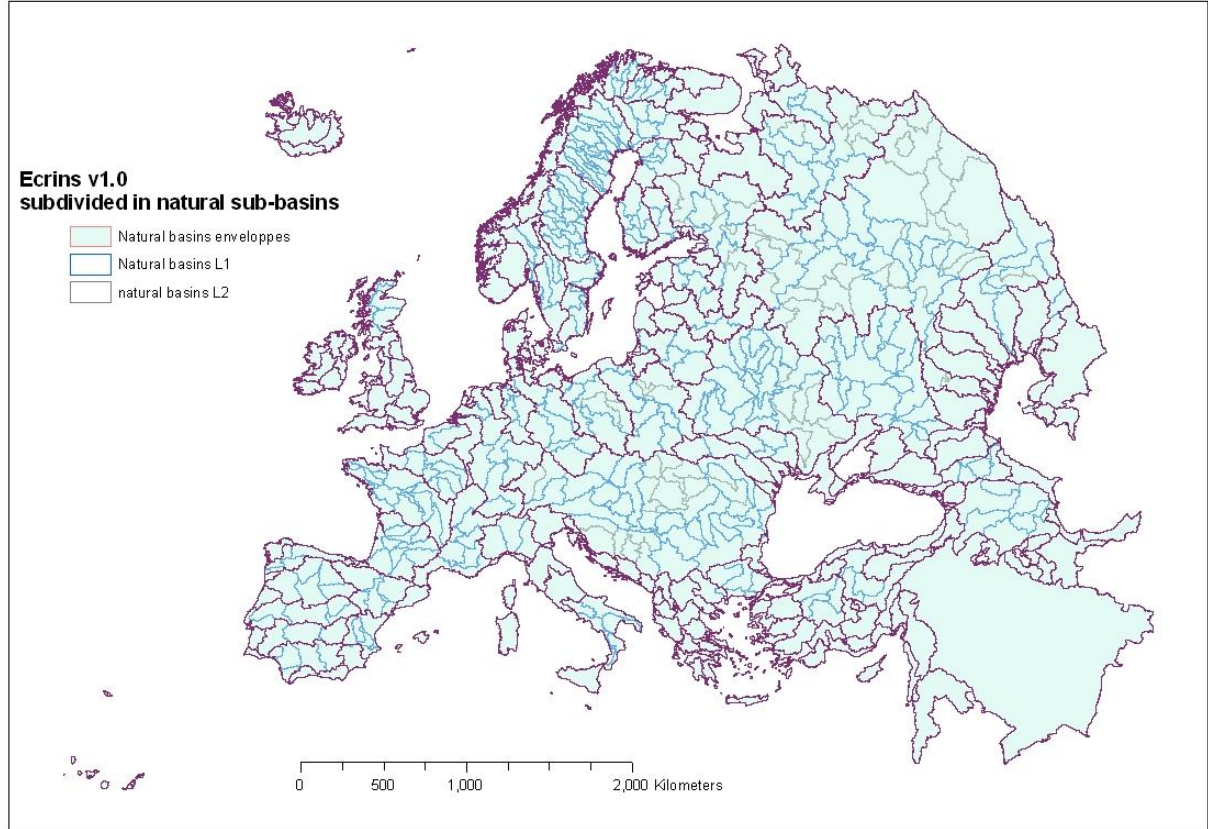 Ecrins v1.0
subdivided in natural sub-basins
Natural basins enveloppes
Natural basins L1
natural basins L2
0 500 1,000 2,000 Kilometers